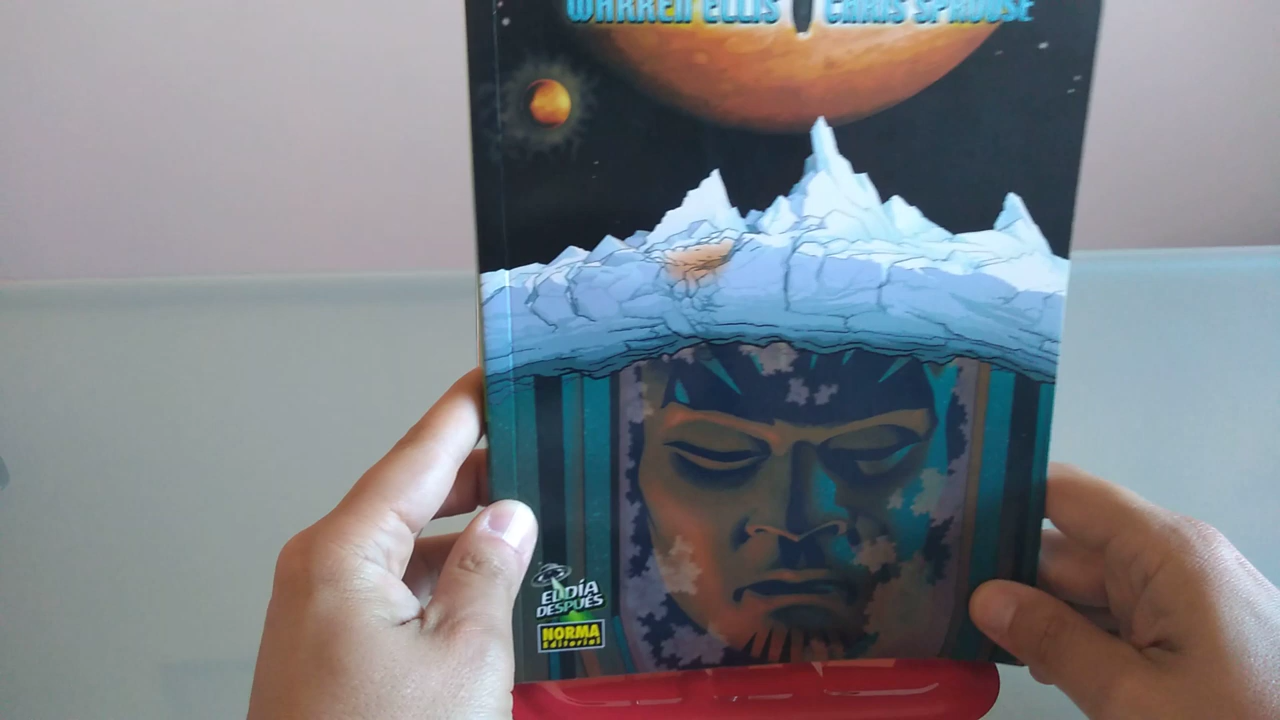 WARREN ELLIS CHRIS SPROUSE
EL DÍA
DESPUÉS
NORMA
Editorial